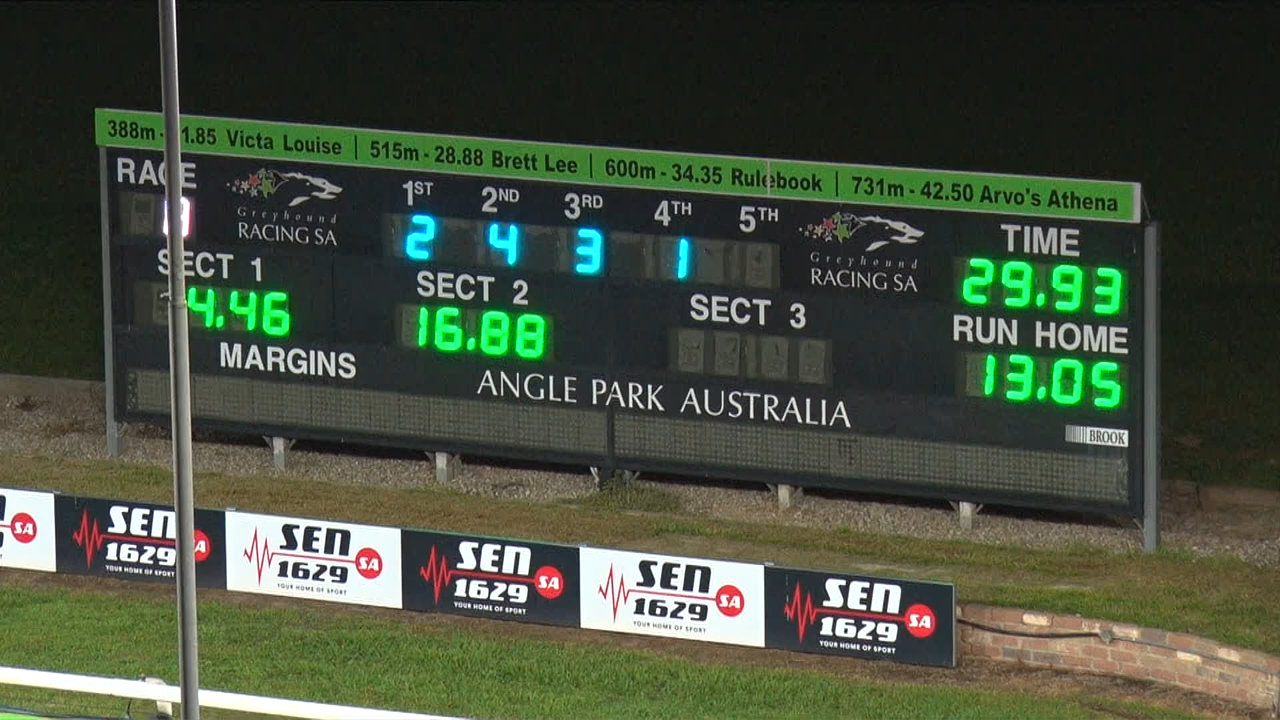 388m - 1.85 Victa Louise | 515m - 28.88 Brett Lee | 600m - 34.35 Rulebook | 731m - 42.50 Arvo's Athena
RACE
Greyhound
RACING SA
1ST 2ND 3RD 4TH 5TH
2 4 3 1
Greyhound
RACING SA
TIME
29.93
SECT 1
4.46
SECT 2
16.88
SECT 3
RUN HOME
13.05
MARGINS
ANGLE PARK AUSTRALIA
BROOK
SA
SEN
1629
YOUR HOME OF SPORT
SEN
1629
SA
YOUR HOME OF SPORT
SEN
1629
SA
YOUR HOME OF SPORT
SEN
1629
SA
YOUR HOME OF SPORT
SEN
1629
SA
YOUR HOME OF SPORT